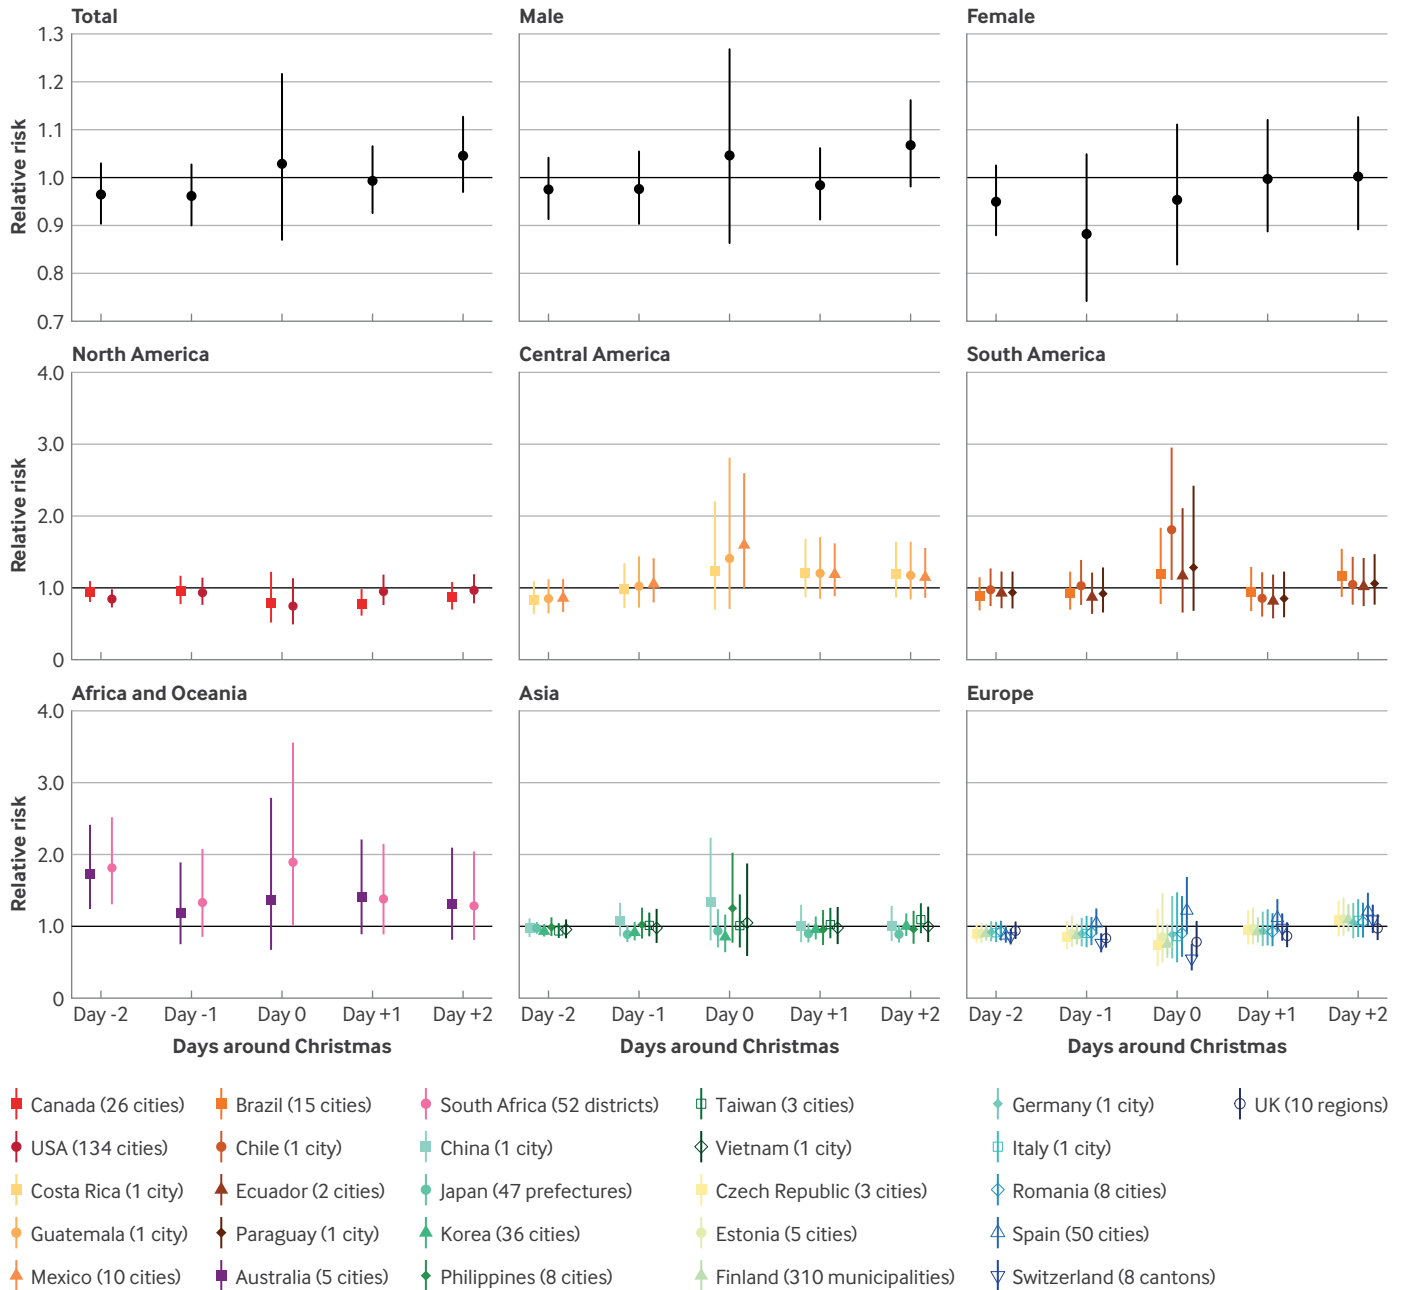 Total
Male
Female
Relative risk
1.3
1.2
1.1
1.0
0.9
0.8
0.7
North America
Central America
South America
Relative risk
4.0
3.0
2.0
1.0
0
Africa and Oceania
Asia
Europe
Relative risk
4.0
3.0
2.0
1.0
0
Day -2 Day -1 Day 0 Day +1 Day +2
Day -2 Day -1 Day 0 Day +1 Day +2
Day -2 Day -1 Day 0 Day +1 Day +2
Days around Christmas
Days around Christmas
Days around Christmas
Canada (26 cities)
USA (134 cities)
Costa Rica (1 city)
Guatemala (1 city)
Mexico (10 cities)
Brazil (15 cities)
Chile (1 city)
Ecuador (2 cities)
Paraguay (1 city)
Australia (5 cities)
South Africa (52 districts)
China (1 city)
Japan (47 prefectures)
Korea (36 cities)
Philippines (8 cities)
Taiwan (3 cities)
Vietnam (1 city)
Czech Republic (3 cities)
Estonia (5 cities)
Finland (310 municipalities)
Germany (1 city)
Italy (1 city)
Romania (8 cities)
Spain (50 cities)
Switzerland (8 cantons)
UK (10 regions)